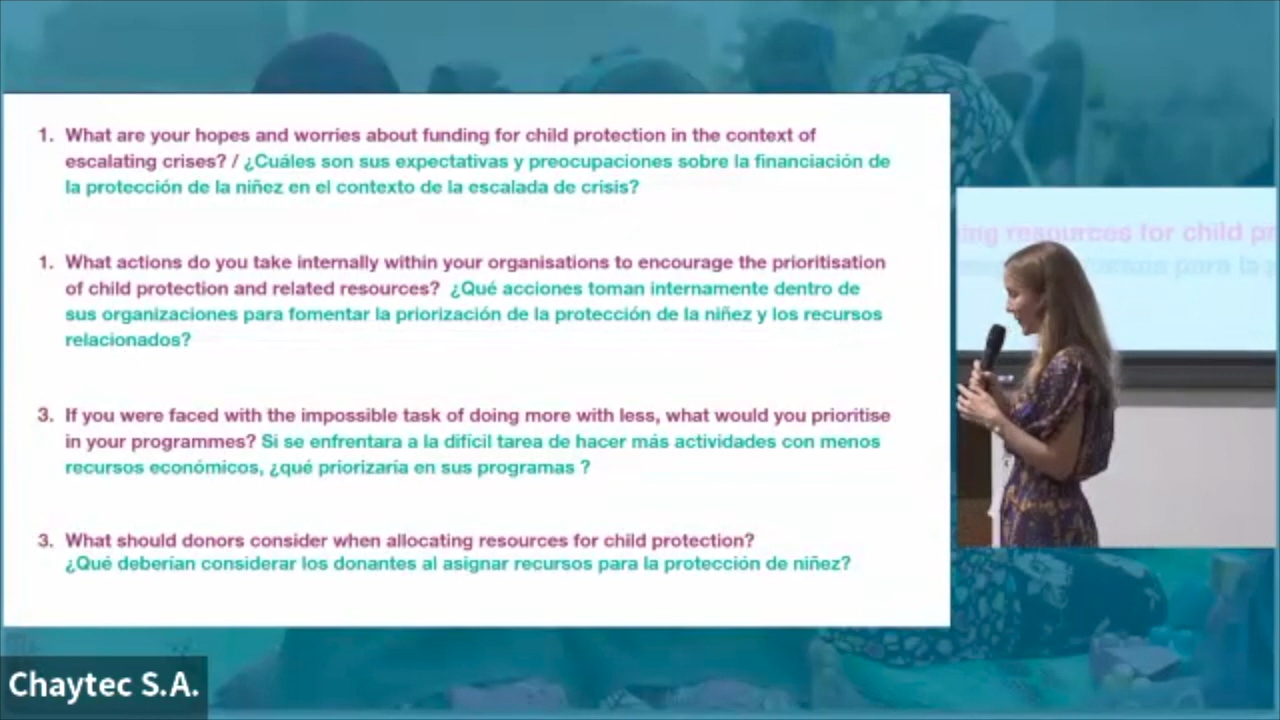 1. What are your hopes and worries about funding for child protection in the context of
escalating crises? / ¿Cuáles son sus expectativas y preocupaciones sobre la financiación de
la protección de la niñez en el contexto de la escalada de crisis?
1. What actions do you take internally within your organisations to encourage the prioritisation
of child protection and related resources? ¿Qué acciones toman internamente dentro de
sus organizaciones para fomentar la priorización de la protección de la niñez y los recursos
relacionados?
3. If you were faced with the impossible task of doing more with less, what would you prioritise
in your programmes? Si se enfrentara a la difícil tarea de hacer más actividades con menos
recursos económicos, ¿qué priorizaría en sus programas ?
3. What should donors consider when allocating resources for child protection?
¿Qué deberían considerar los donantes al asignar recursos para la protección de niñez?
ing resources for child pr
para la
Chaytec S.A.